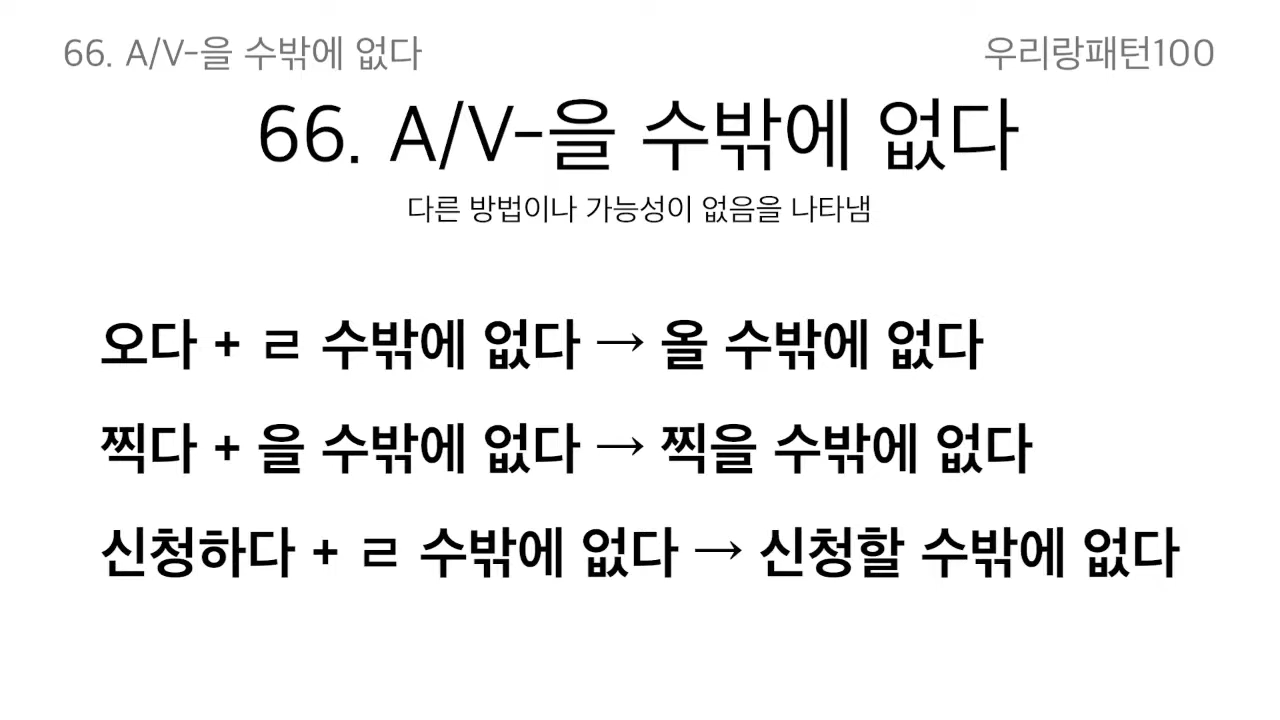 66. A/V-을 수밖에 없다 우리랑패턴100
66. A/V-을 수밖에 없다
다른 방법이나 가능성이 없음을 나타냄
오다 + ㄹ 수밖에 없다 → 올 수밖에 없다
찍다 + 을 수밖에 없다 → 찍을 수밖에 없다
신청하다 + ㄹ 수밖에 없다 → 신청할 수밖에 없다